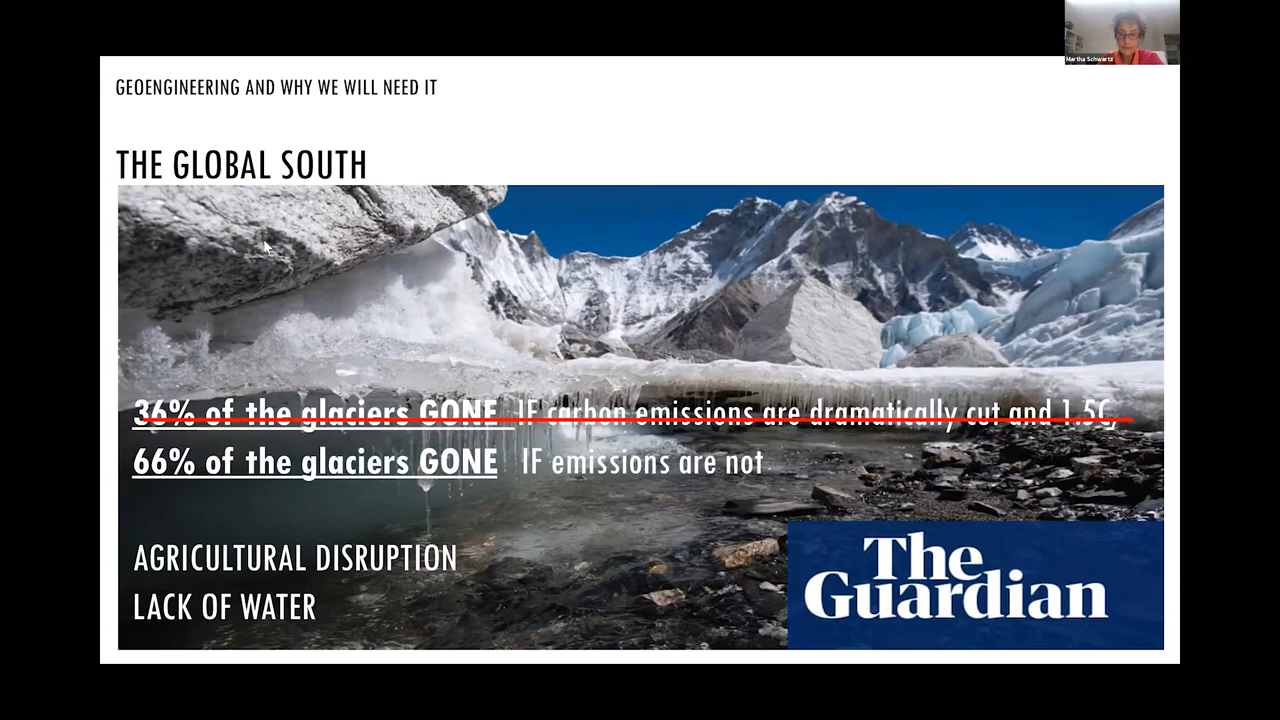 Martha Schwartz
GEOENGINEERING AND WHY WE WILL NEED IT
THE GLOBAL SOUTH
36% of the glaciers GONE IF carbon emissions are dramatically cut and 1.5C,
66% of the glaciers GONE IF emissions are not
AGRICULTURAL DISRUPTION
LACK OF WATER
The
Guardian